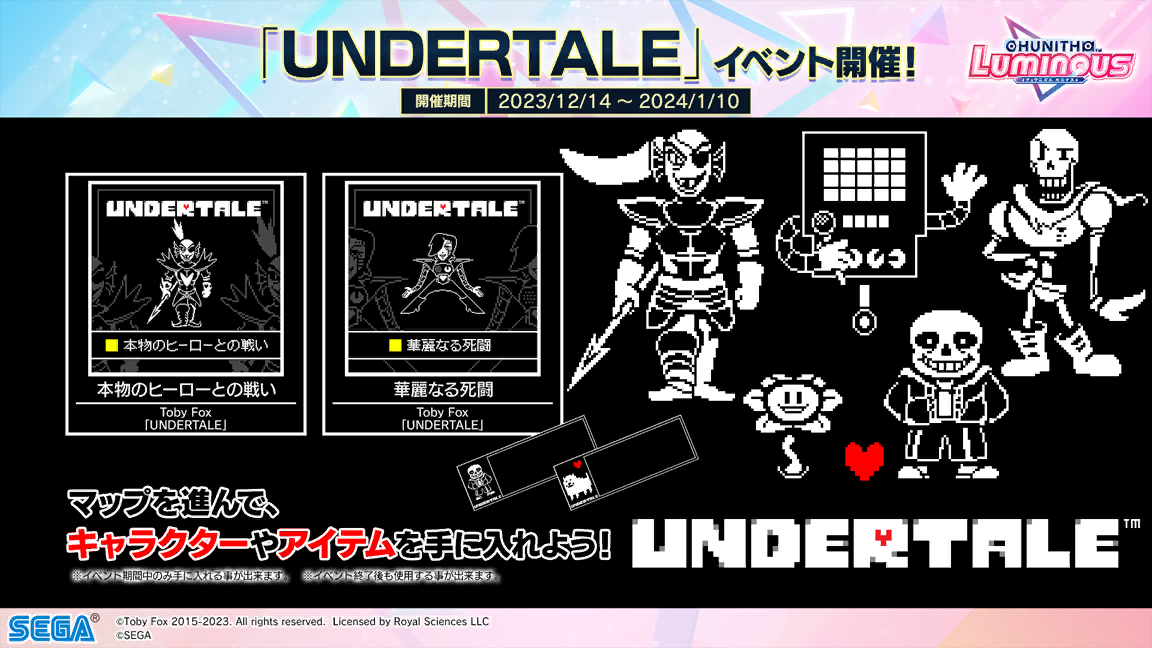 「UNDERTALE」イベント開催！
CHUNITHM
LUMINOUS
開催期間 2023/12/14 ～ 2024/1/10
UNDERTALE™
本物のヒーローとの戦い
本物のヒーローとの戦い
Toby Fox
「UNDERTALE」
UNDERTALE™
華麗なる死闘
華麗なる死闘
Toby Fox
「UNDERTALE」
UNDERTALE
UNDERTALE
マップを進んで、
キャラクターやアイテムを手に入れよう！
※イベント期間中のみ手に入れる事が出来ます。 ※イベント終了後も使用する事が出来ます。
UNDERTALE™
SEGA®
©Toby Fox 2015-2023. All rights reserved. Licensed by Royal Sciences LLC
©SEGA